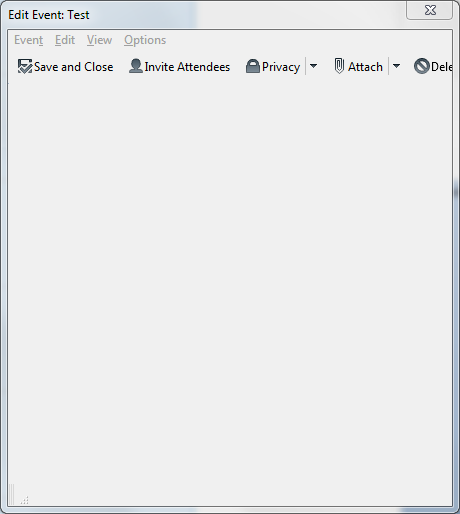 Edit Event: Test
Event Edit View Options
Save and Close Invite Attendees Privacy Attach Dele